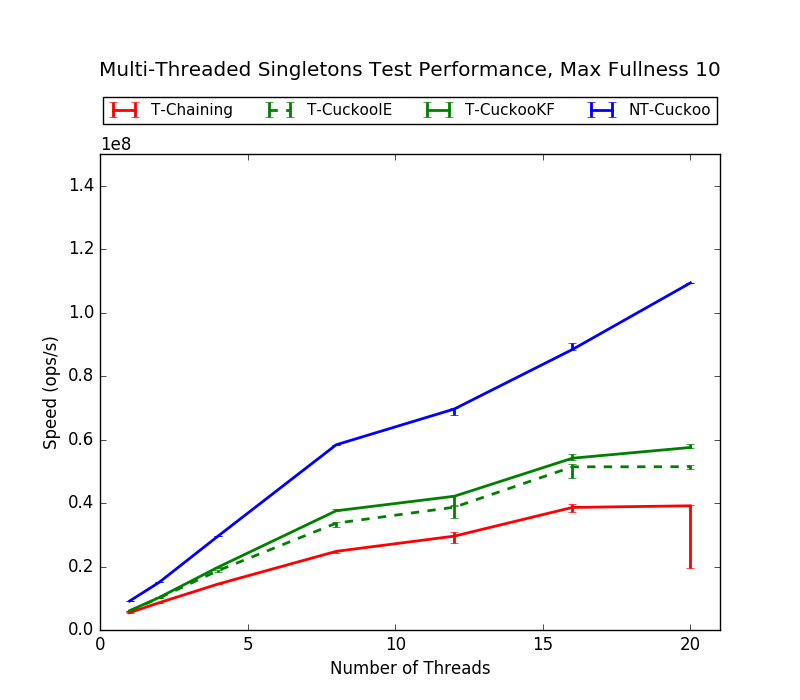 Multi-Threaded Singletons Test Performance, Max Fullness 10
T-Chaining T-CuckooIE T-CuckooKF NT-Cuckoo
1e8
1.4
1.2
1.0
0.8
0.6
0.4
0.2
0.0
Speed (ops/s)
0 5 10 15 20
Number of Threads